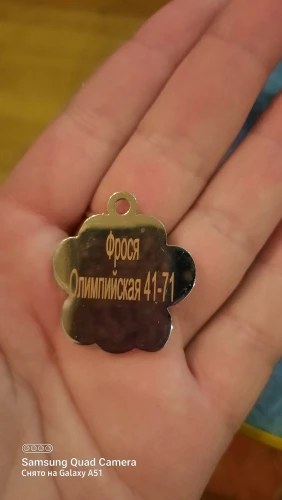 Фрося
Олимпийская 41-71
Samsung Quad Camera
Снято на Galaxy A51